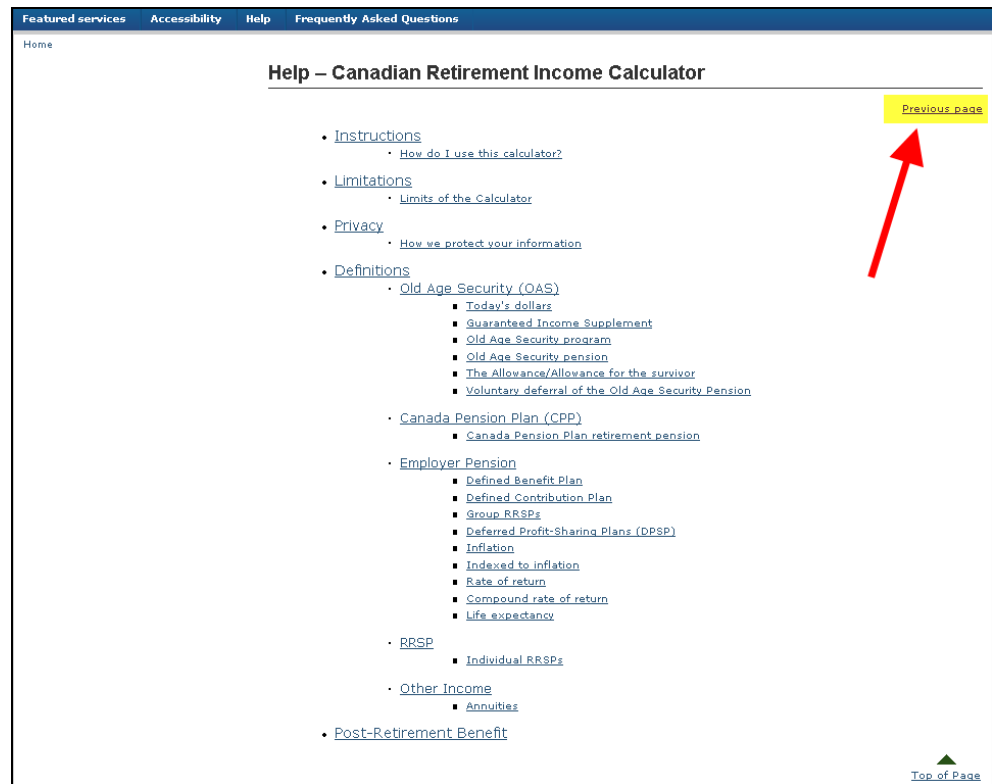 Featured services Accessibility Help Frequently Asked Questions
Home
Help – Canadian Retirement Income Calculator
Previous page
Instructions
How do I use this calculator?
Limitations
Limits of the Calculator
Privacy
How we protect your information
Definitions
Old Age Security (OAS)
Today's dollars
Guaranteed Income Supplement
Old Age Security program
Old Age Security pension
The Allowance/Allowance for the survivor
Voluntary deferral of the Old Age Security Pension
Canada Pension Plan (CPP)
Canada Pension Plan retirement pension
Employer Pension
Defined Benefit Plan
Defined Contribution Plan
Group RRSPs
Deferred Profit-Sharing Plans (DPSP)
Inflation
Indexed to inflation
Rate of return
Compound rate of return
Life expectancy
RRSP
Individual RRSPs
Other Income
Annuities
Post-Retirement Benefit
Top of Page